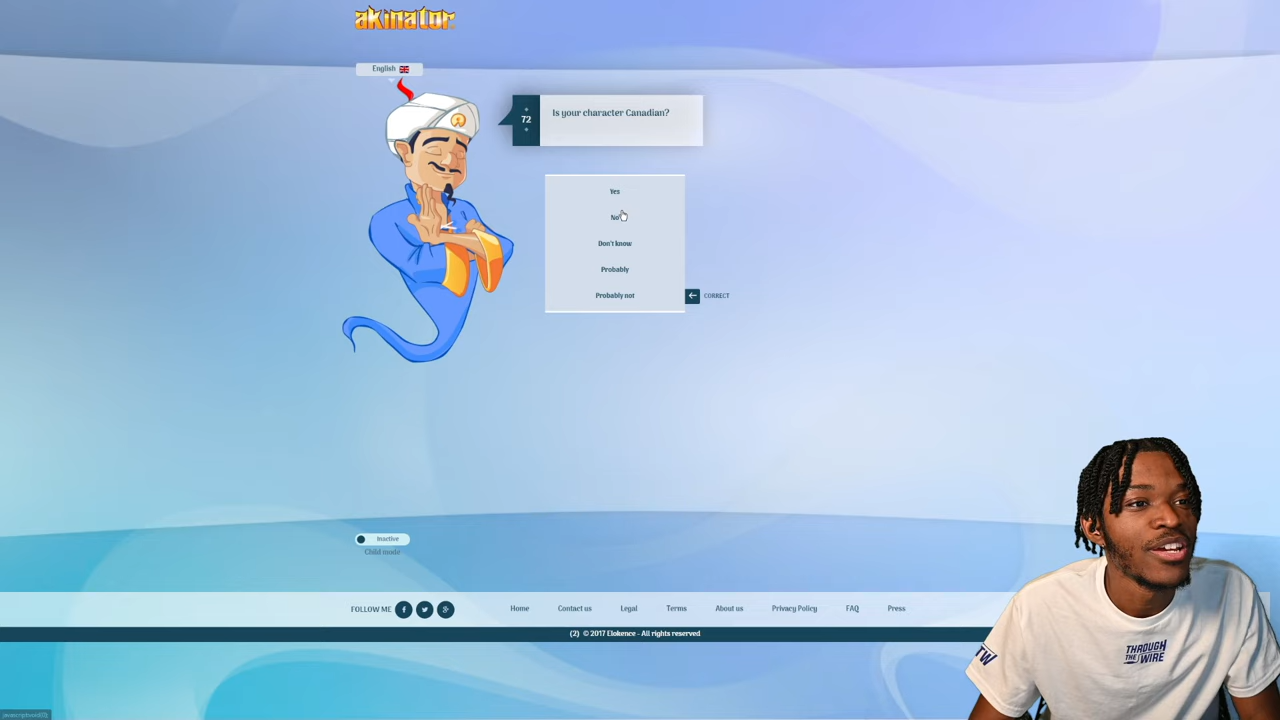 akinator
English
72
Is your character Canadian?
Yes
No
Don't know
Probably
Probably not
CORRECT
Inactive
Child mode
FOLLOW ME
Home
Contact us
Legal
Terms
About us
Privacy Policy
FAQ
Press
(2) © 2017 Elokence - All rights reserved
THROUGH
THE WIRE
TW